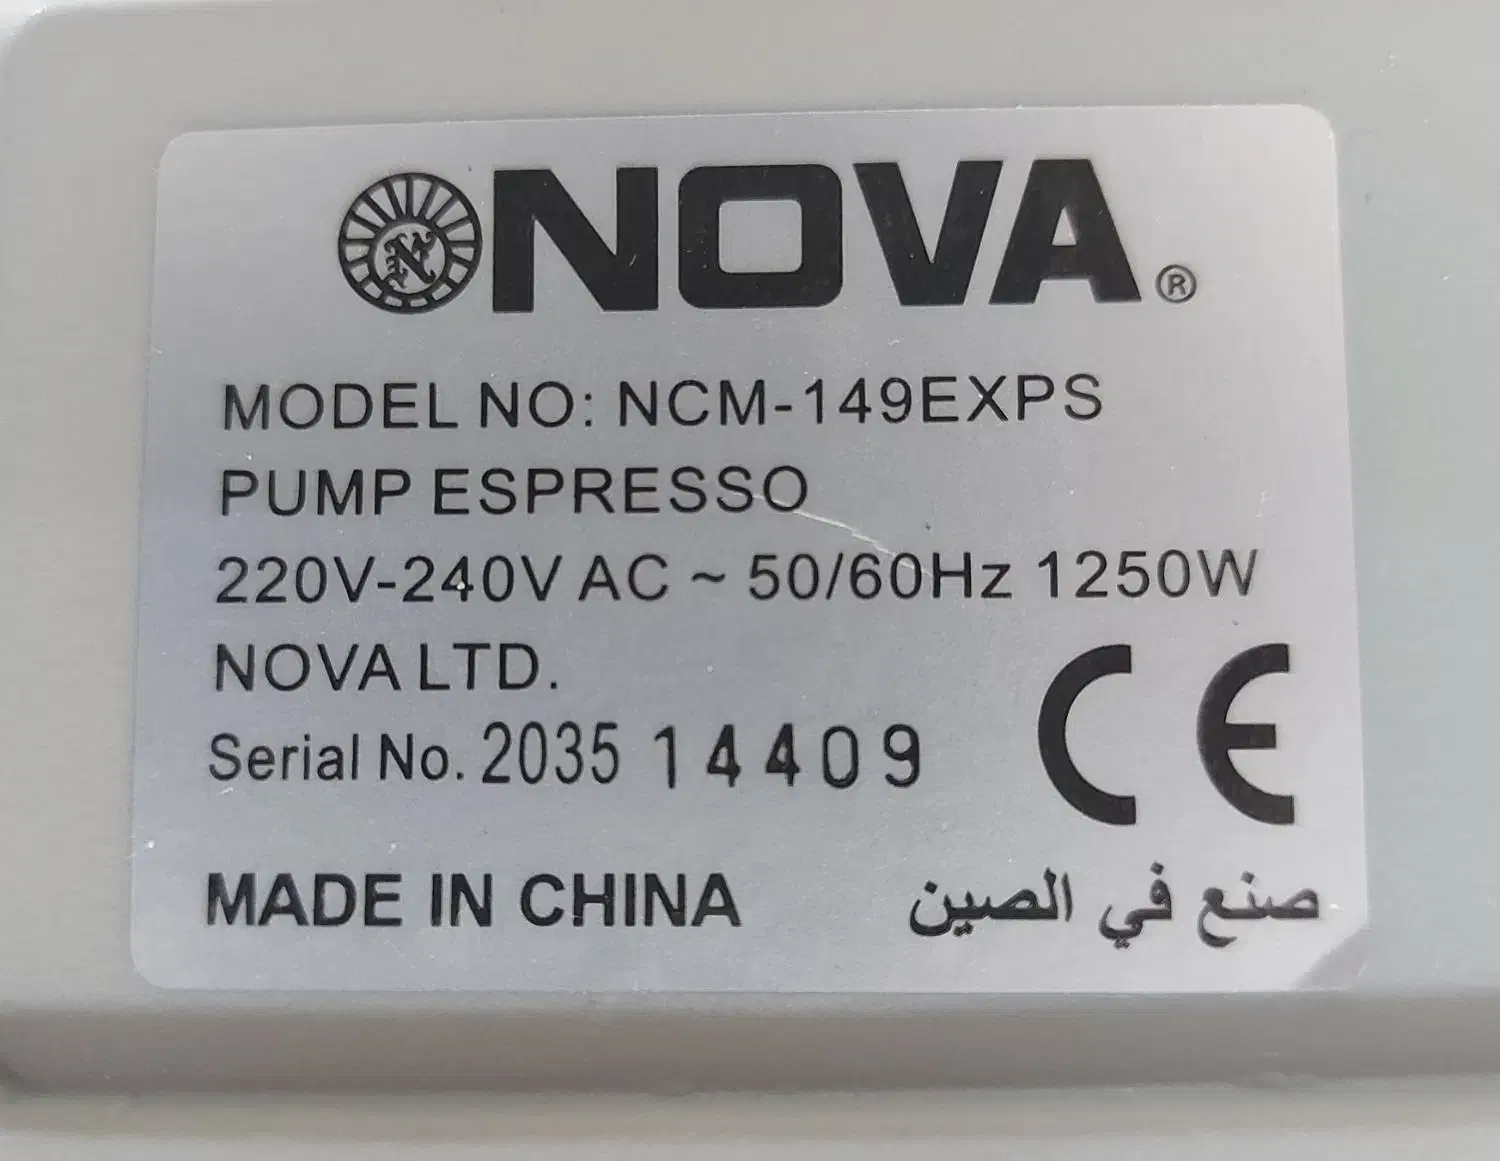 NOVA®
MODEL NO: NCM-149EXPS
PUMP ESPRESSO
220V-240V AC ~ 50/60Hz 1250W
NOVA LTD.
Serial No. 2035 14409
CE
MADE IN CHINA
صنع في الصين